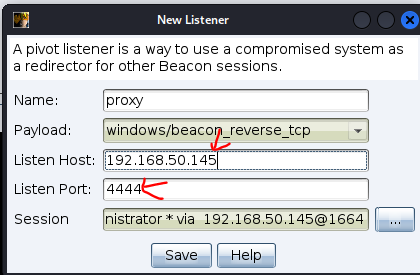 New Listener
A pivot listener is a way to use a compromised system as
a redirector for other Beacon sessions.
Name: proxy
Payload: windows/beacon_reverse_tcp
Listen Host: 192.168.50.145
Listen Port: 4444
Session nistrator * via 192.168.50.145@1664 ...
Save Help